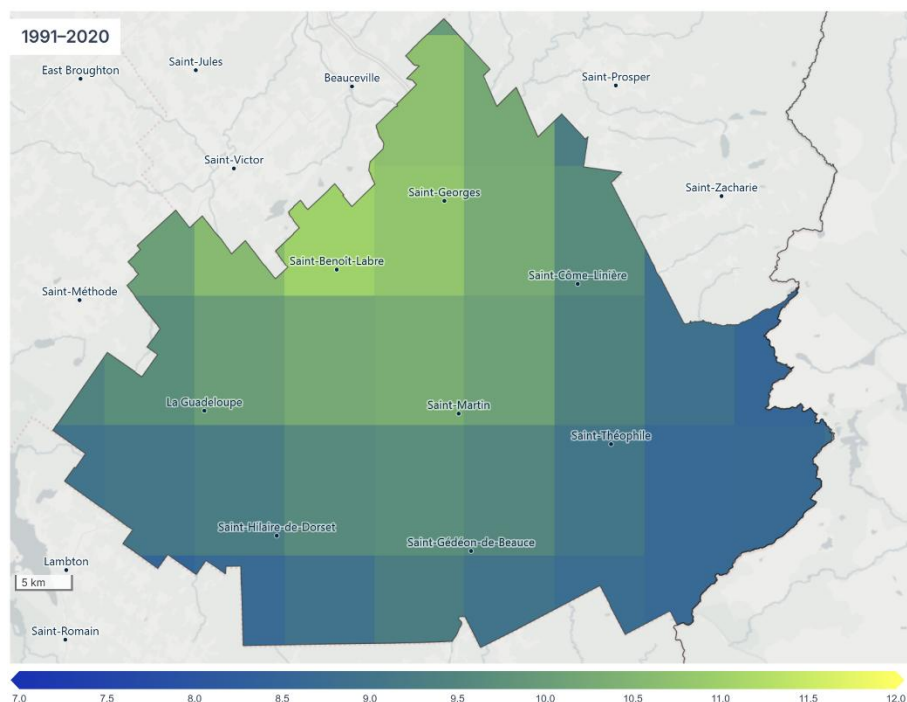 1991–2020
Saint-Jules
East Broughton
Beauceville
Saint-Prosper
Saint-Victor
Saint-Georges
Saint-Zacharie
Saint-Benoît-Labre
Saint-Côme-Linière
Saint-Méthode
La Guadeloupe
Saint-Martin
Saint-Théophile
Saint-Hilaire-de-Dorset
Saint-Gédéon-de-Beauce
Lambton
5 km
Saint-Romain
7.0 7.5 8.0 8.5 9.0 9.5 10.0 10.5 11.0 11.5 12.0